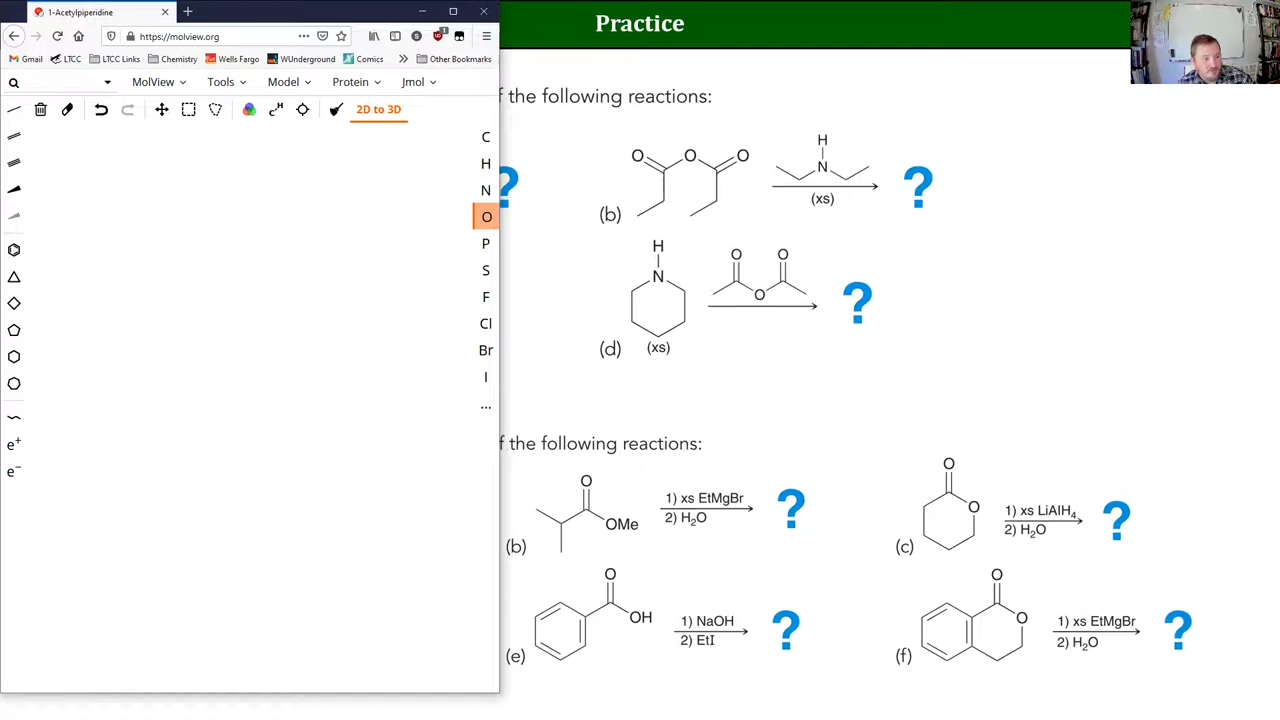 1-Acetylpiperidine
https://molview.org
Gmail LTCC LTCC Links Chemistry Wells Fargo WUnderground Comics Other Bookmarks
MolView Tools Model Protein Jmol
2D to 3D
C
H
N
O
P
S
F
Cl
Br
I
...
e+
e−
Practice
f the following reactions:
?
(b)
O O O
H
N
(xs)
?
(d)
H
N
(xs)
O O
O
?
f the following reactions:
(b)
O
OMe
1) xs EtMgBr
2) H2O
?
(c)
O
O
1) xs LiAlH4
2) H2O
?
(e)
O
OH
1) NaOH
2) EtI
?
(f)
O
O
1) xs EtMgBr
2) H2O
?